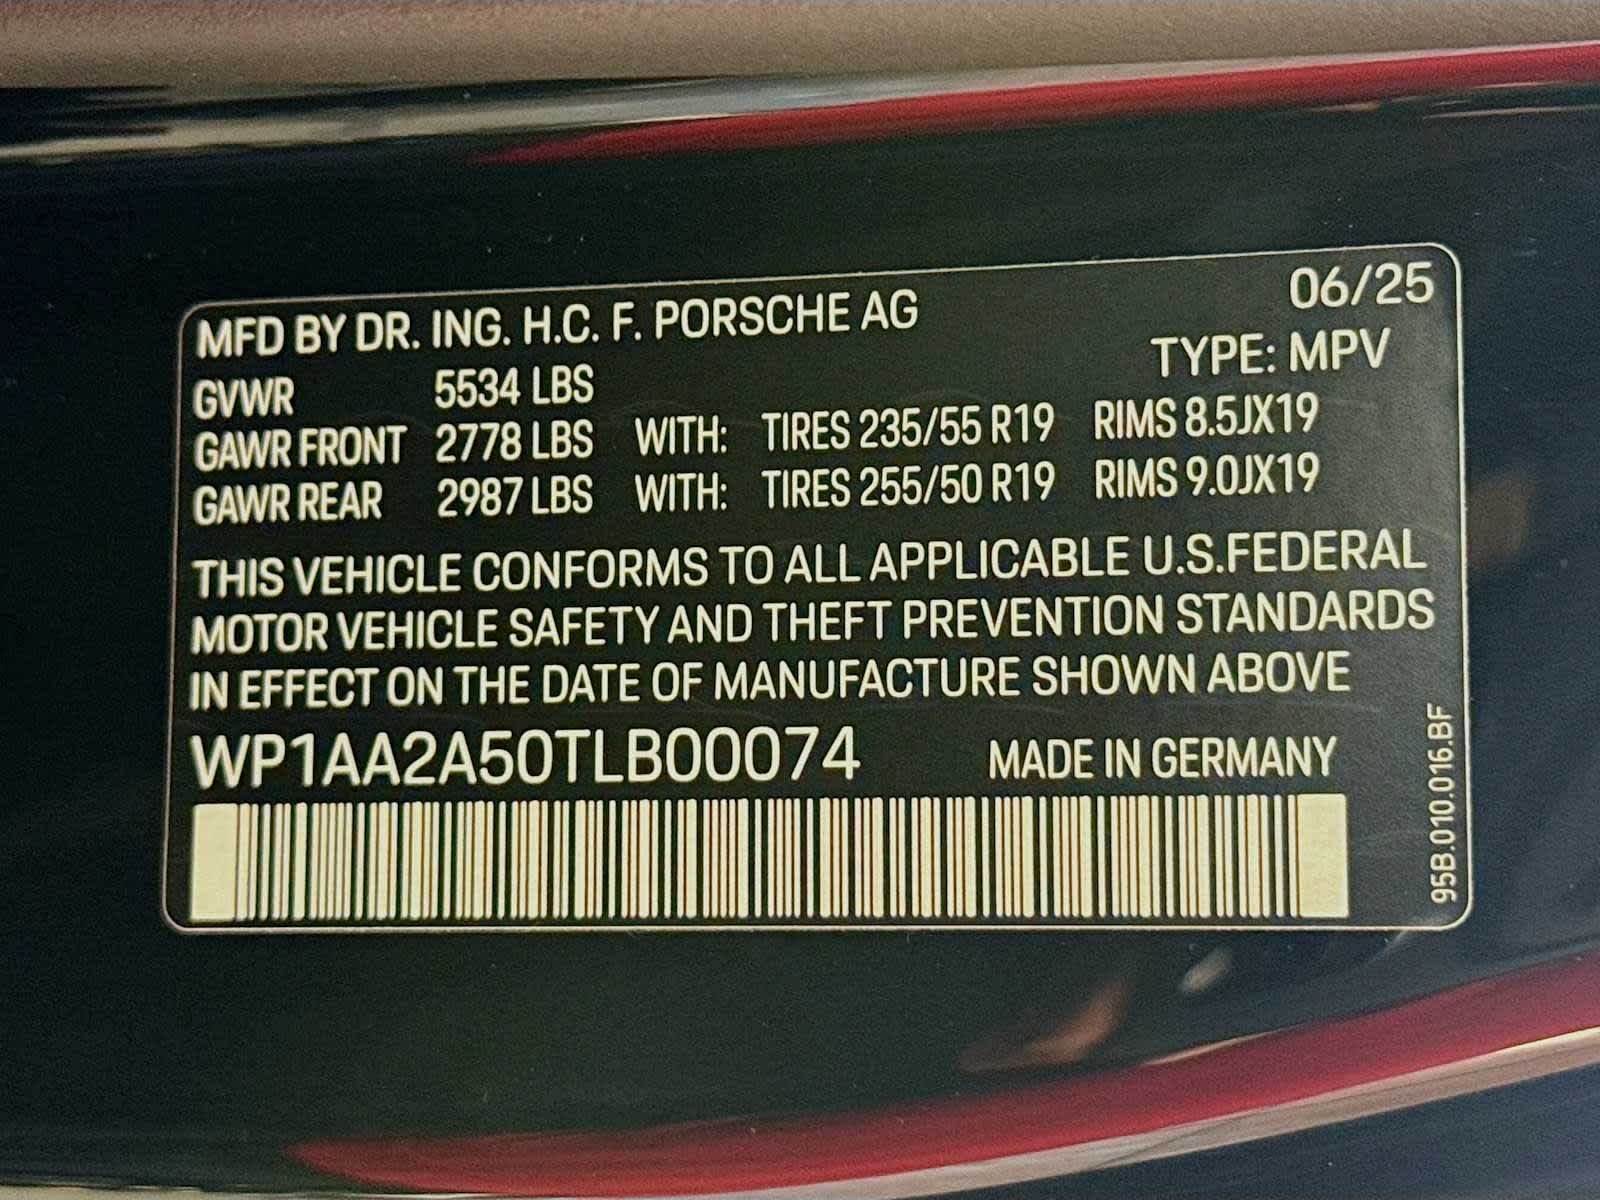 06/25
MFD BY DR. ING. H.C. F. PORSCHE AG
TYPE: MPV
GVWR 5534 LBS
GAWR FRONT 2778 LBS WITH: TIRES 235/55 R19 RIMS 8.5JX19
GAWR REAR 2987 LBS WITH: TIRES 255/50 R19 RIMS 9.0JX19
THIS VEHICLE CONFORMS TO ALL APPLICABLE U.S.FEDERAL
MOTOR VEHICLE SAFETY AND THEFT PREVENTION STANDARDS
IN EFFECT ON THE DATE OF MANUFACTURE SHOWN ABOVE
WP1AA2A50TLB00074 MADE IN GERMANY
95B.010.016.BF